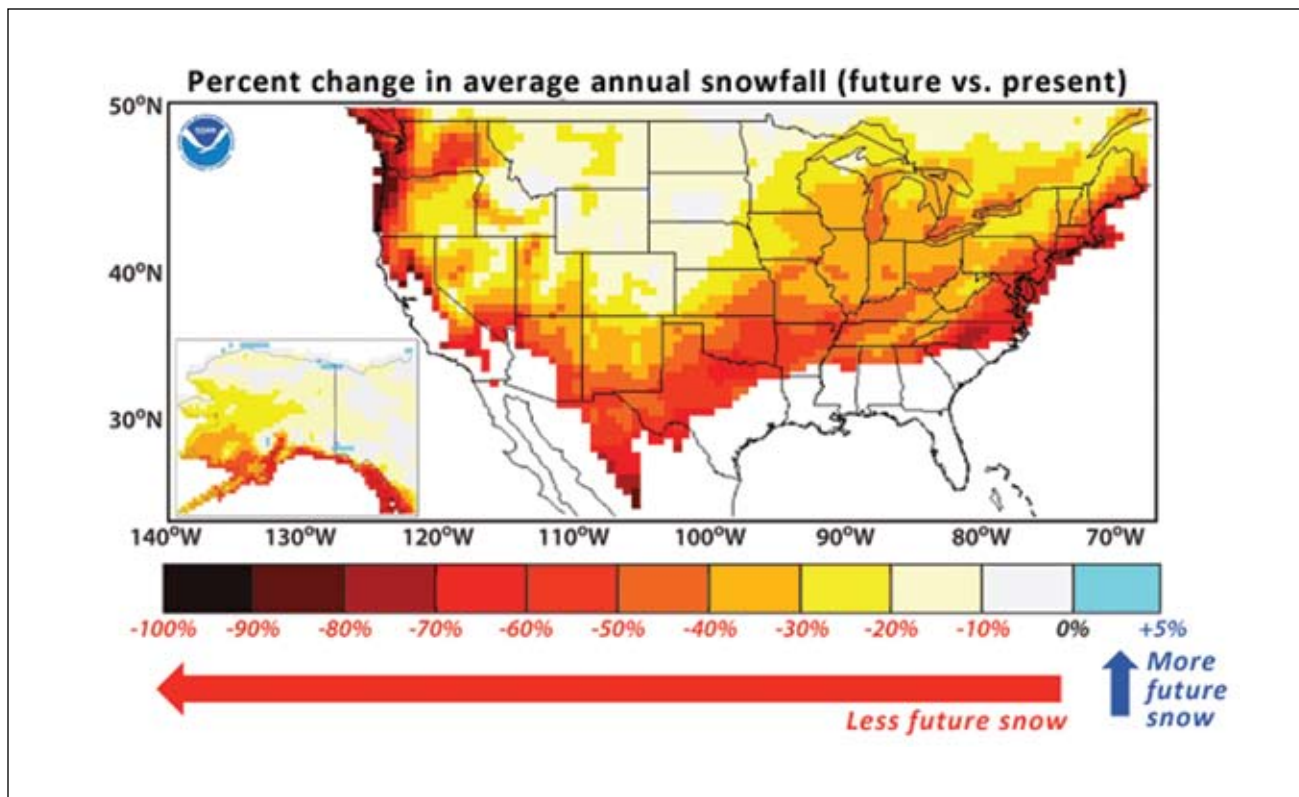 Percent change in average annual snowfall (future vs. present)
50°N
40°N
30°N
140°W 130°W 120°W 110°W 100°W 90°W 80°W 70°W
-100% -90% -80% -70% -60% -50% -40% -30% -20% -10% 0% +5%
Less future snow
More
future
snow